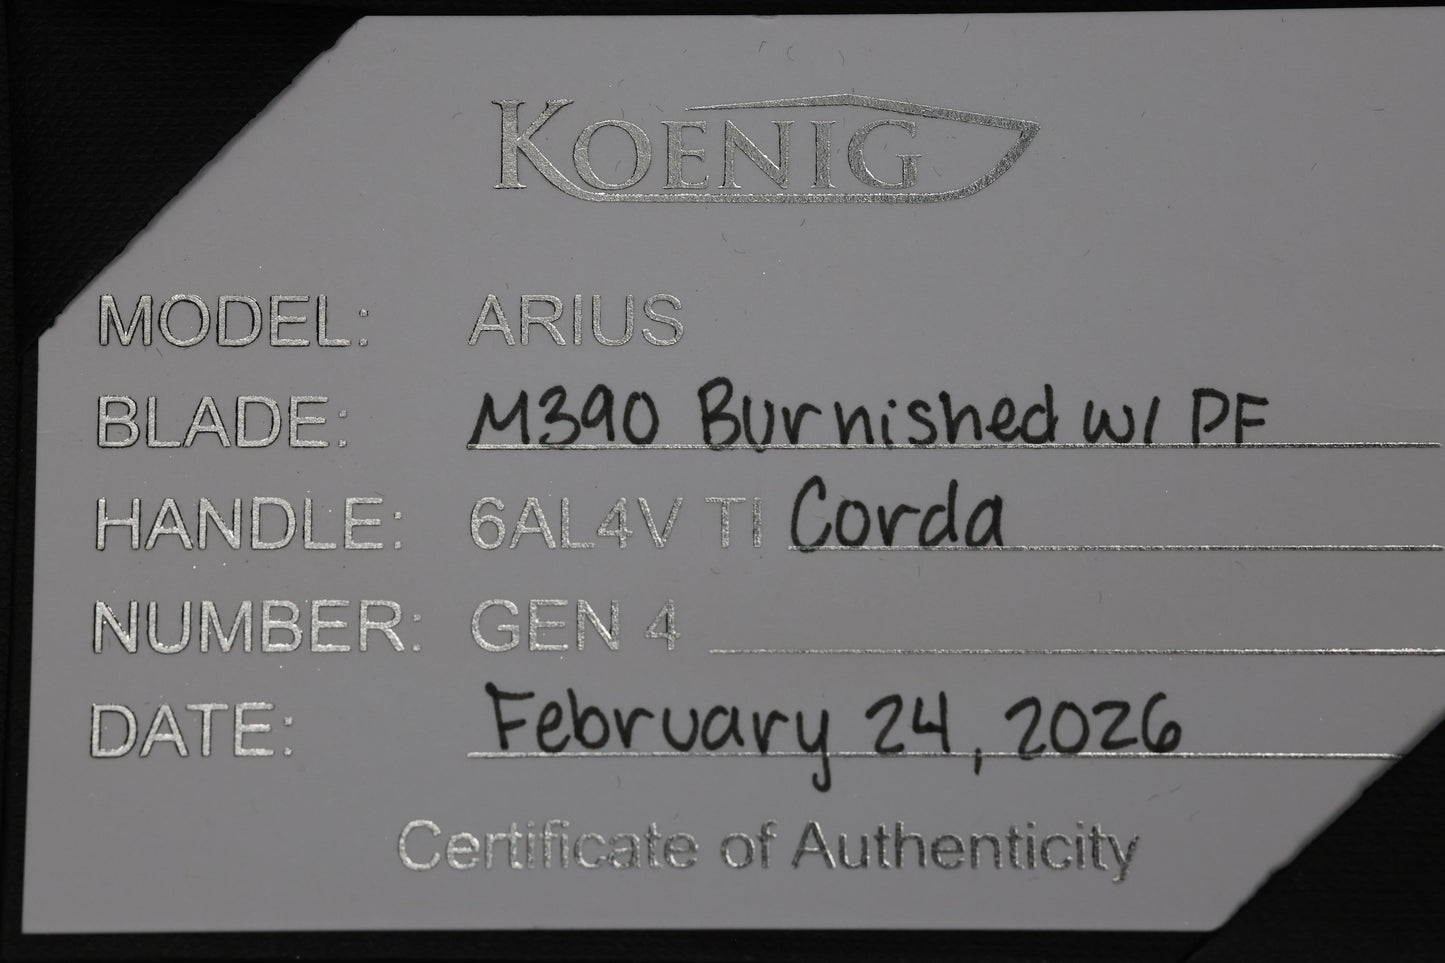 KOENIG
MODEL: ARIUS
BLADE: M390 Burnished w/ PF
HANDLE: 6AL4V TI Corda
NUMBER: GEN 4
DATE: February 24, 2026
Certificate of Authenticity